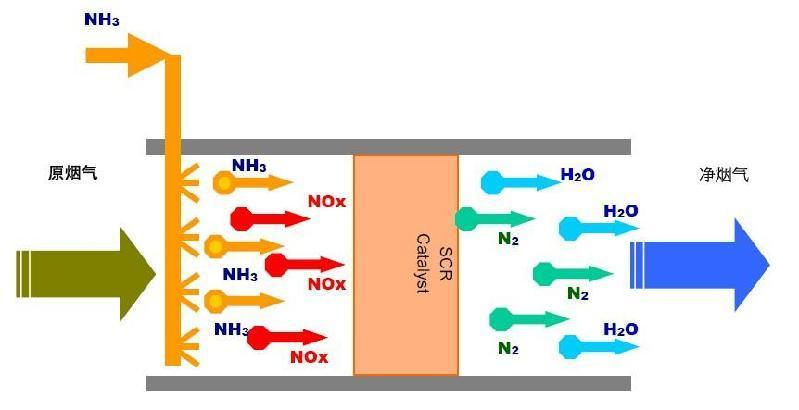 NH₃
原烟气
NH₃
NOx
NH₃
NOx
NH₃
NOx
SCR
Catalyst
H₂O
H₂O
N₂
N₂
H₂O
N₂
净烟气